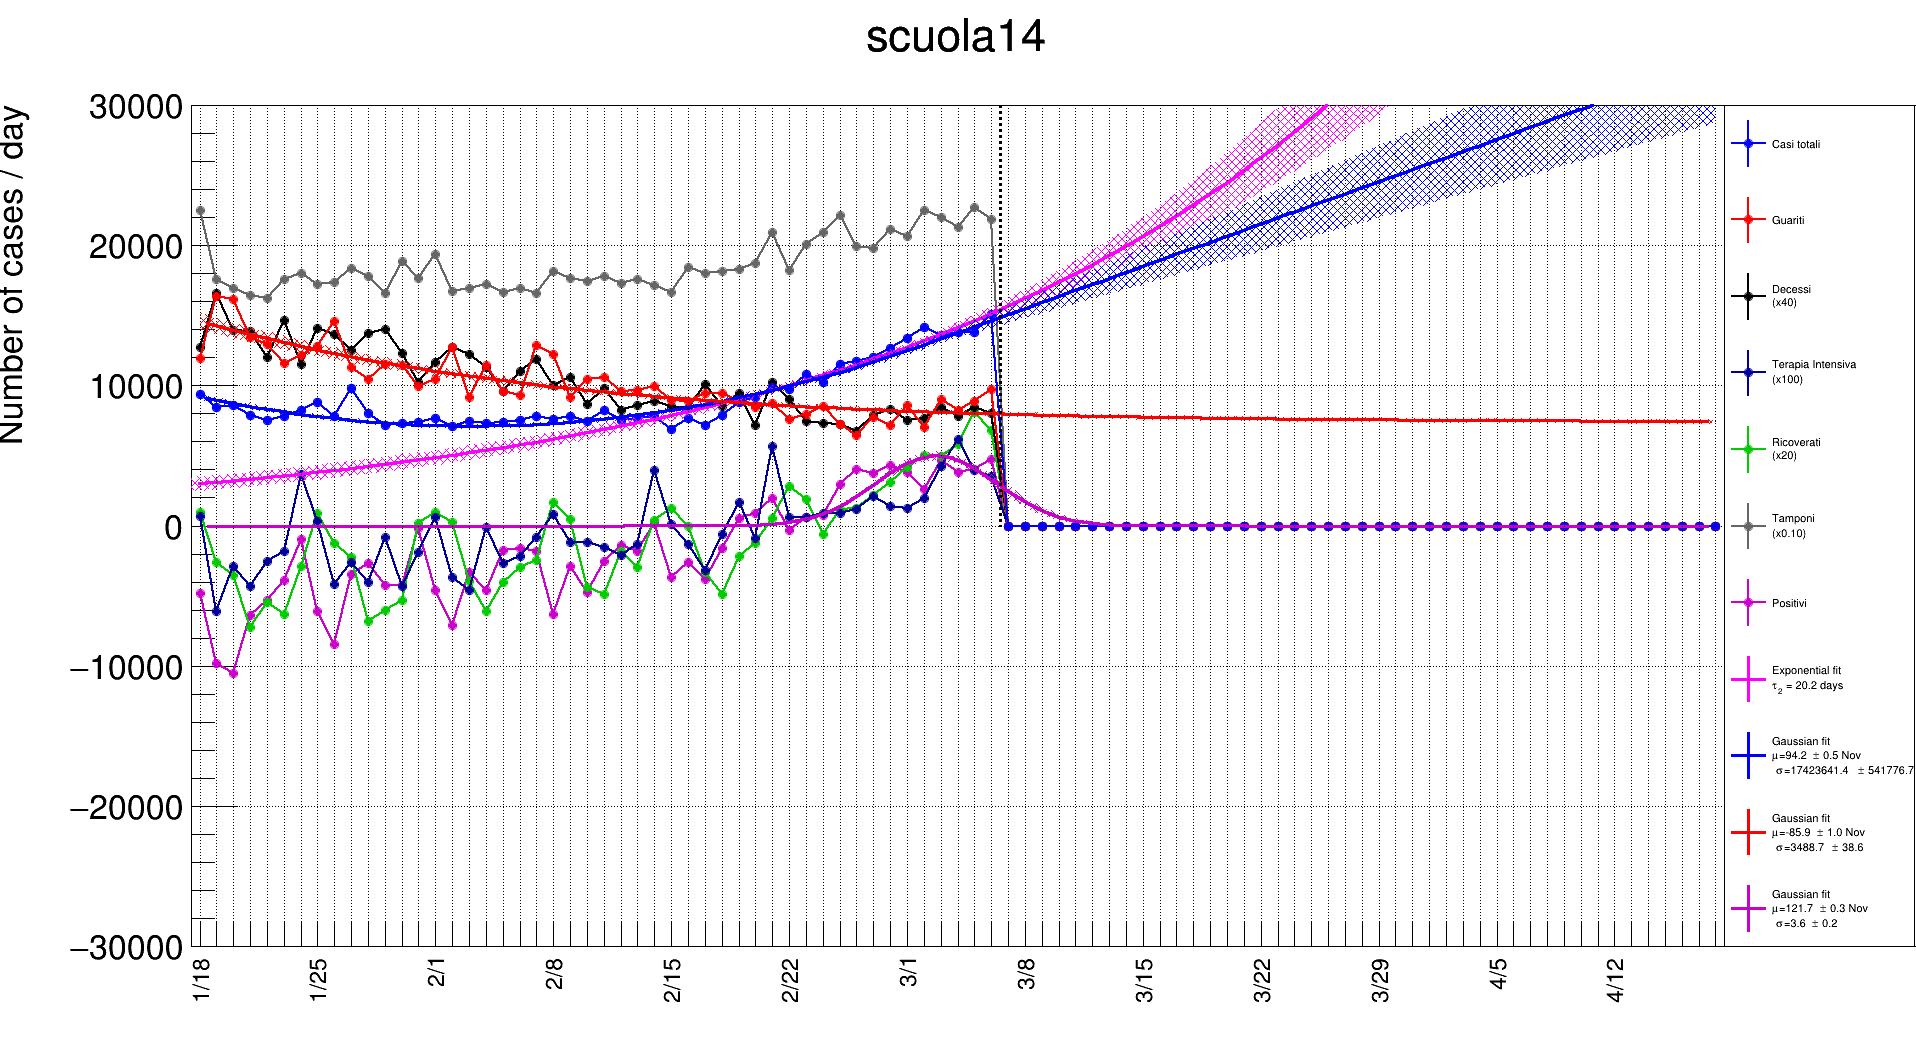 scuola14
Number of cases / day
30000
20000
10000
0
−10000
−20000
−30000
1/18
1/25
2/1
2/8
2/15
2/22
3/1
3/8
3/15
3/22
3/29
4/5
4/12
Casi totali
Guariti
Decessi
(x40)
Terapia Intensiva
(x100)
Ricoverati
(x20)
Tamponi
(x0.10)
Positivi
Exponential fit
τ2 = 20.2 days
Gaussian fit
μ=94.2 ± 0.5 Nov
σ=17423641.4 ± 541776.7
Gaussian fit
μ=-85.9 ± 1.0 Nov
σ=3488.7 ± 38.6
Gaussian fit
μ=121.7 ± 0.3 Nov
σ=3.6 ± 0.2